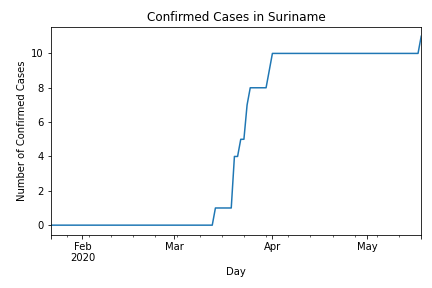 Confirmed Cases in Suriname
Number of Confirmed Cases
10
8
6
4
2
0
Feb
2020
Mar
Apr
May
Day